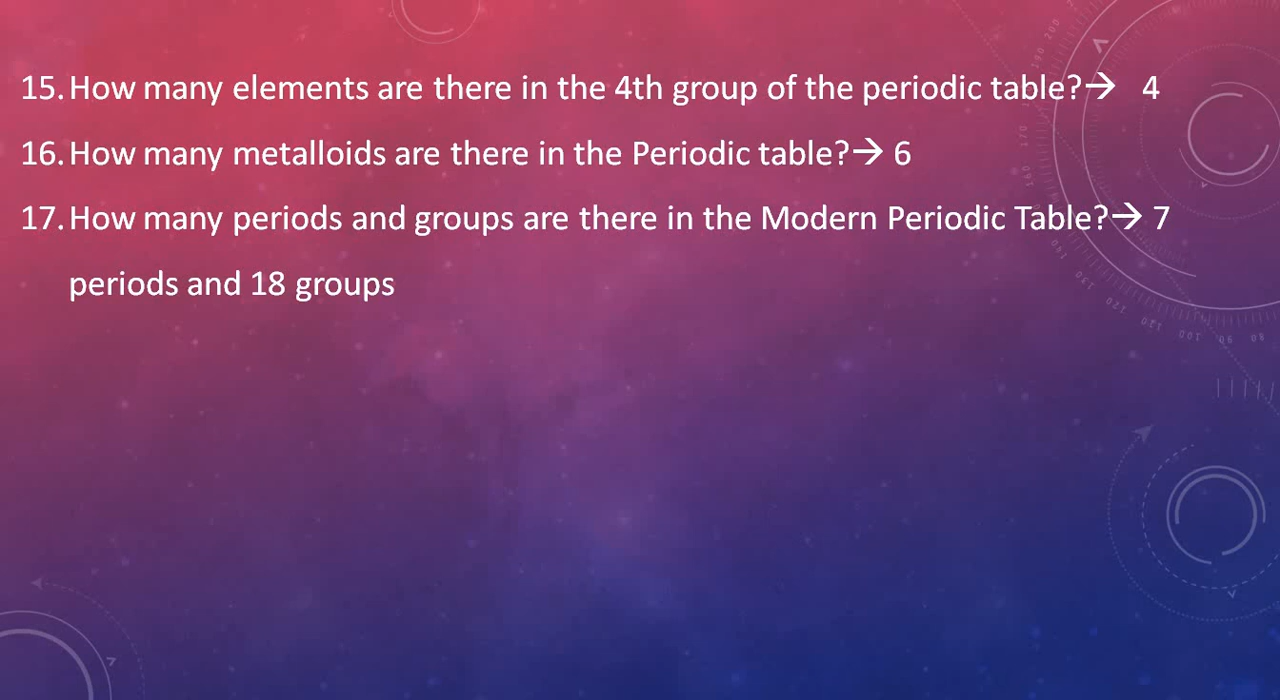 15. How many elements are there in the 4th group of the periodic table?→ 4
16. How many metalloids are there in the Periodic table?→ 6
17. How many periods and groups are there in the Modern Periodic Table?→ 7
periods and 18 groups